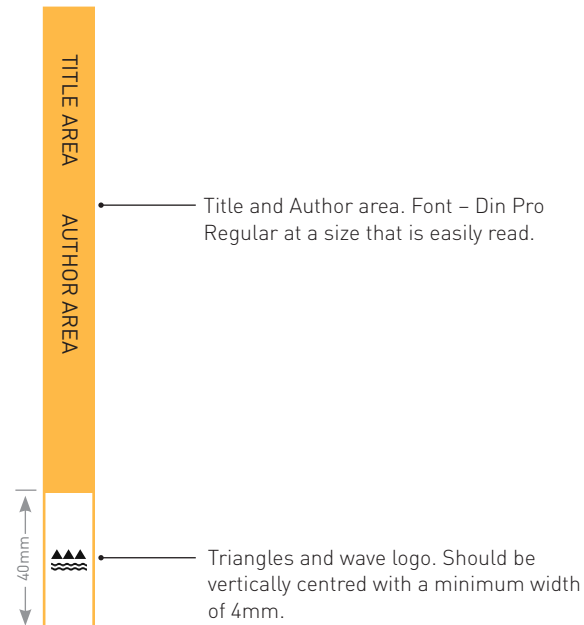 TITLE AREA
AUTHOR AREA
Title and Author area. Font – Din Pro
Regular at a size that is easily read.
40mm
Triangles and wave logo. Should be
vertically centred with a minimum width
of 4mm.